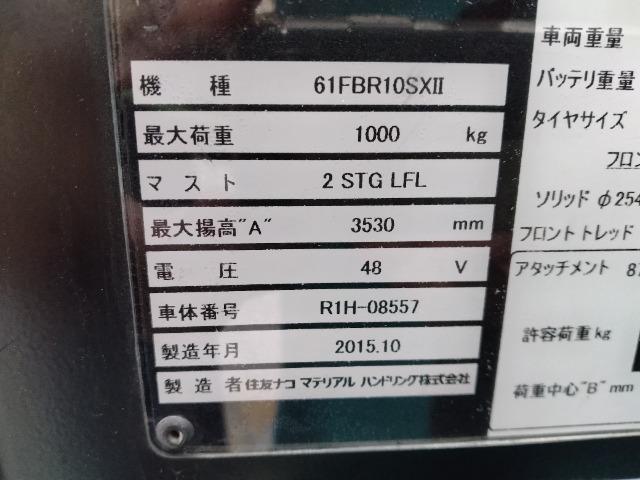 機種 61FBR10SXII
最大荷重 1000 kg
マスト 2 STG LFL
最大揚高"A" 3530 mm
電圧 48 V
車体番号 R1H-08557
製造年月 2015.10
製造者 住友ナコ マテリアル ハンドリング株式会社
車両重量
バッテリ重量
タイヤサイズ
フロン
ソリッド φ254
フロントトレッド
アタッチメント 87
許容荷重kg
荷重中心"B" mm